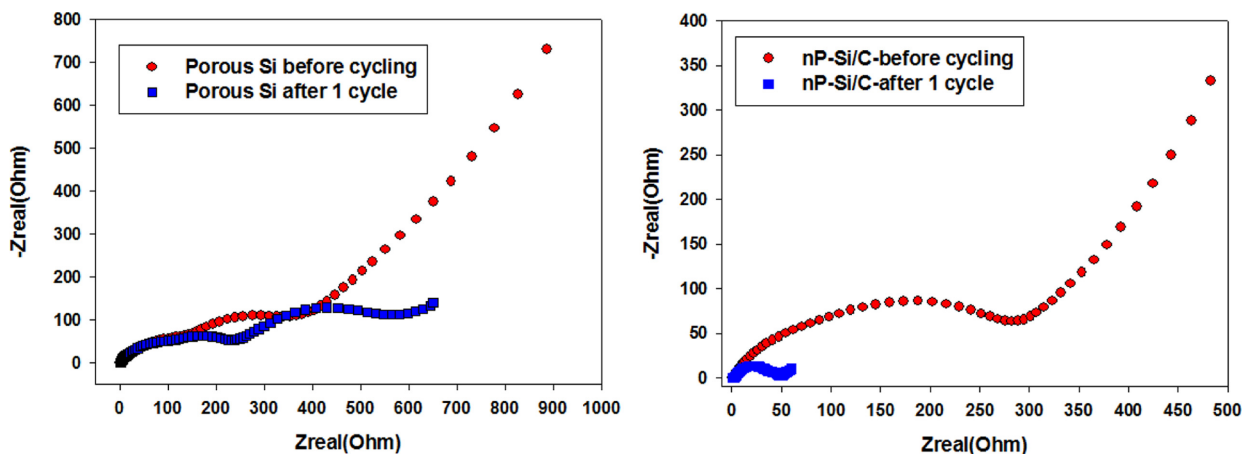 800
700
600
500
400
300
200
100
0
-Zreal(Ohm)
Porous Si before cycling
Porous Si after 1 cycle
0 100 200 300 400 500 600 700 800 900 1000
Zreal(Ohm)
400
350
300
250
200
150
100
50
0
-Zreal(Ohm)
nP-Si/C-before cycling
nP-Si/C-after 1 cycle
0 50 100 150 200 250 300 350 400 450 500
Zreal(Ohm)